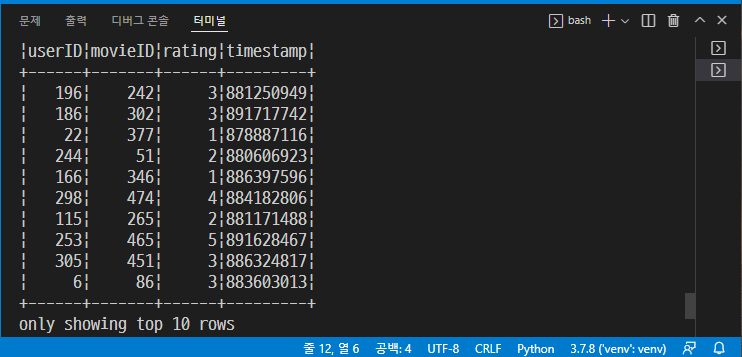 문제 출력 디버그 콘솔 터미널 bash
¦userID¦movieID¦rating¦timestamp¦
+------+-------+------+---------+
¦   196¦    242¦     3¦881250949¦
¦   186¦    302¦     3¦891717742¦
¦    22¦    377¦     1¦878887116¦
¦   244¦     51¦     2¦880606923¦
¦   166¦    346¦     1¦886397596¦
¦   298¦    474¦     4¦884182806¦
¦   115¦    265¦     2¦881171488¦
¦   253¦    465¦     5¦891628467¦
¦   305¦    451¦     3¦886324817¦
¦     6¦     86¦     3¦883603013¦
+------+-------+------+---------+
only showing top 10 rows
줄 12, 열 6 공백: 4 UTF-8 CRLF Python 3.7.8 ('venv': venv)